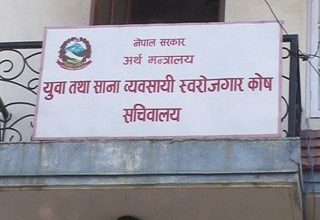 नेपाल सरकार
अर्थ मन्त्रालय
युवा तथा साना व्यवसायी स्वरोजगार कोष
सचिवालय